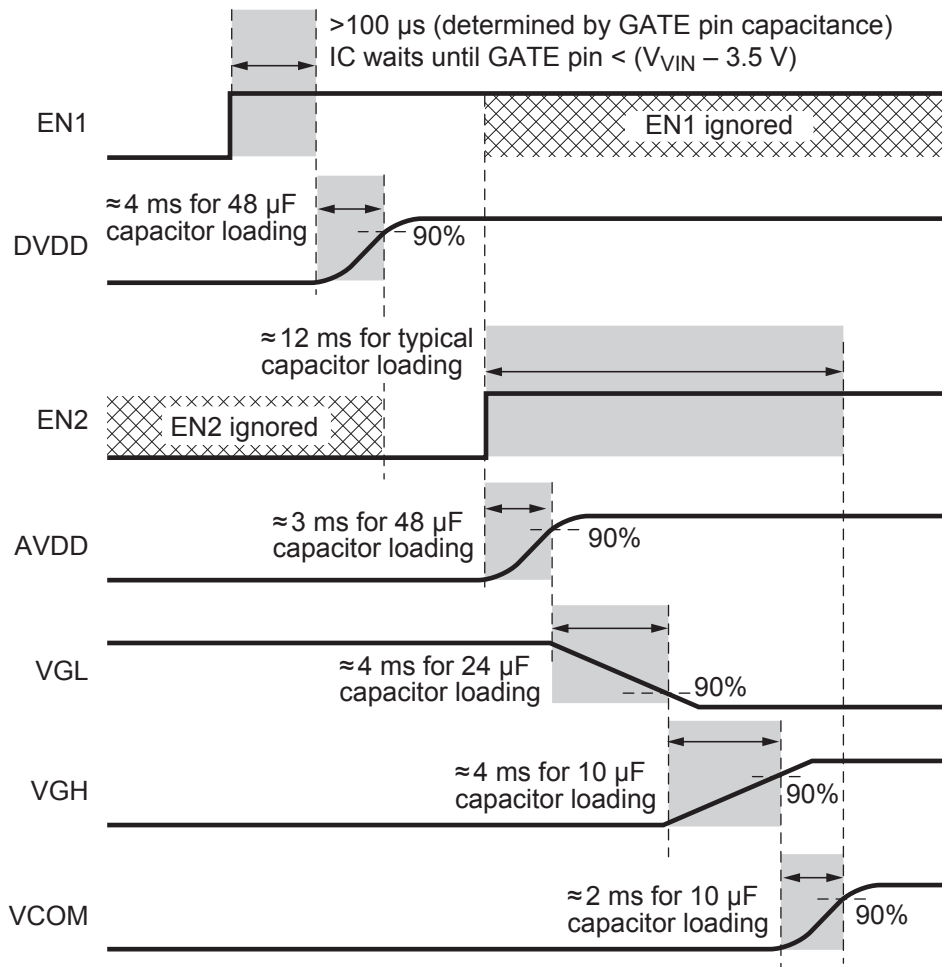 >100 µs (determined by GATE pin capacitance)
IC waits until GATE pin < (VVIN – 3.5 V)
EN1
EN1 ignored
≈4 ms for 48 µF
capacitor loading
DVDD
90%
≈12 ms for typical
capacitor loading
EN2
EN2 ignored
≈3 ms for 48 µF
capacitor loading
AVDD
90%
VGL
≈4 ms for 24 µF
capacitor loading
90%
VGH
≈4 ms for 10 µF
capacitor loading
90%
VCOM
≈2 ms for 10 µF
capacitor loading
90%